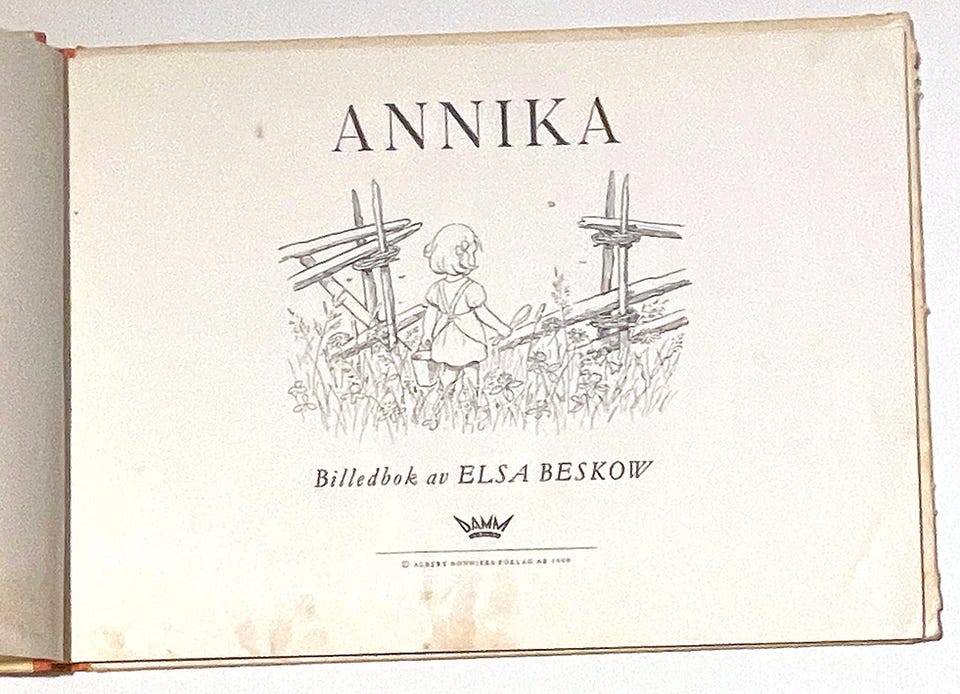 ANNIKA
Billedbok av ELSA BESKOW
DAMM
© ALBERT BONNIERS FÖRLAG AB